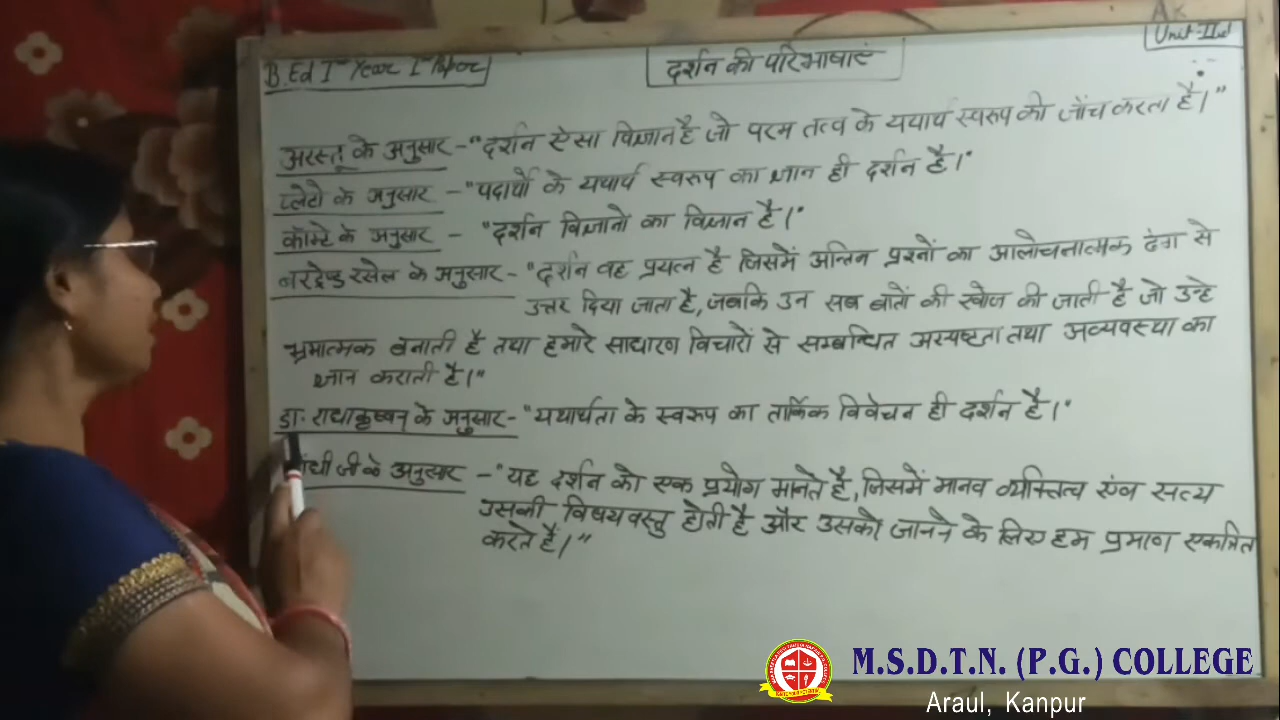 B.Ed Ist Year Ist Paper
दर्शन की परिभाषाएं
Unit-IInd
अरस्तू के अनुसार - "दर्शन ऐसा विज्ञान है जो परम तत्व के यथार्थ स्वरूप की जाँच करता है।"
प्लेटो के अनुसार - "पदार्थो के यथार्थ स्वरूप का ज्ञान ही दर्शन है।"
कॉम्टे के अनुसार - "दर्शन विज्ञानो का विज्ञान है।"
बरट्रेण्ड रसेल के अनुसार - "दर्शन वह प्रयत्न है जिसमें अन्तिम प्रश्नों का आलोचनात्मक ढंग से
उत्तर दिया जाता है, जबकि उन सब बातों की खोज की जाती है जो उन्हे
भ्रमात्मक बनाती है तथा हमारे साधारण विचारों से सम्बन्धित अस्पष्टता तथा अव्यवस्था का
ज्ञान कराती है।"
डा. राधाकृष्णन् के अनुसार - "यथार्थता के स्वरूप का तार्किक विवेचन ही दर्शन है।"
गांधी जी के अनुसार - "यह दर्शन को एक प्रयोग मानते है, जिसमें मानव व्यक्तित्व एंव सत्य
उसकी विषयवस्तु होती है और उसको जानने के लिए हम प्रमाण एकत्रित
करते हैं।"
M.S.D.T.N. (P.G.) COLLEGE
Araul, Kanpur